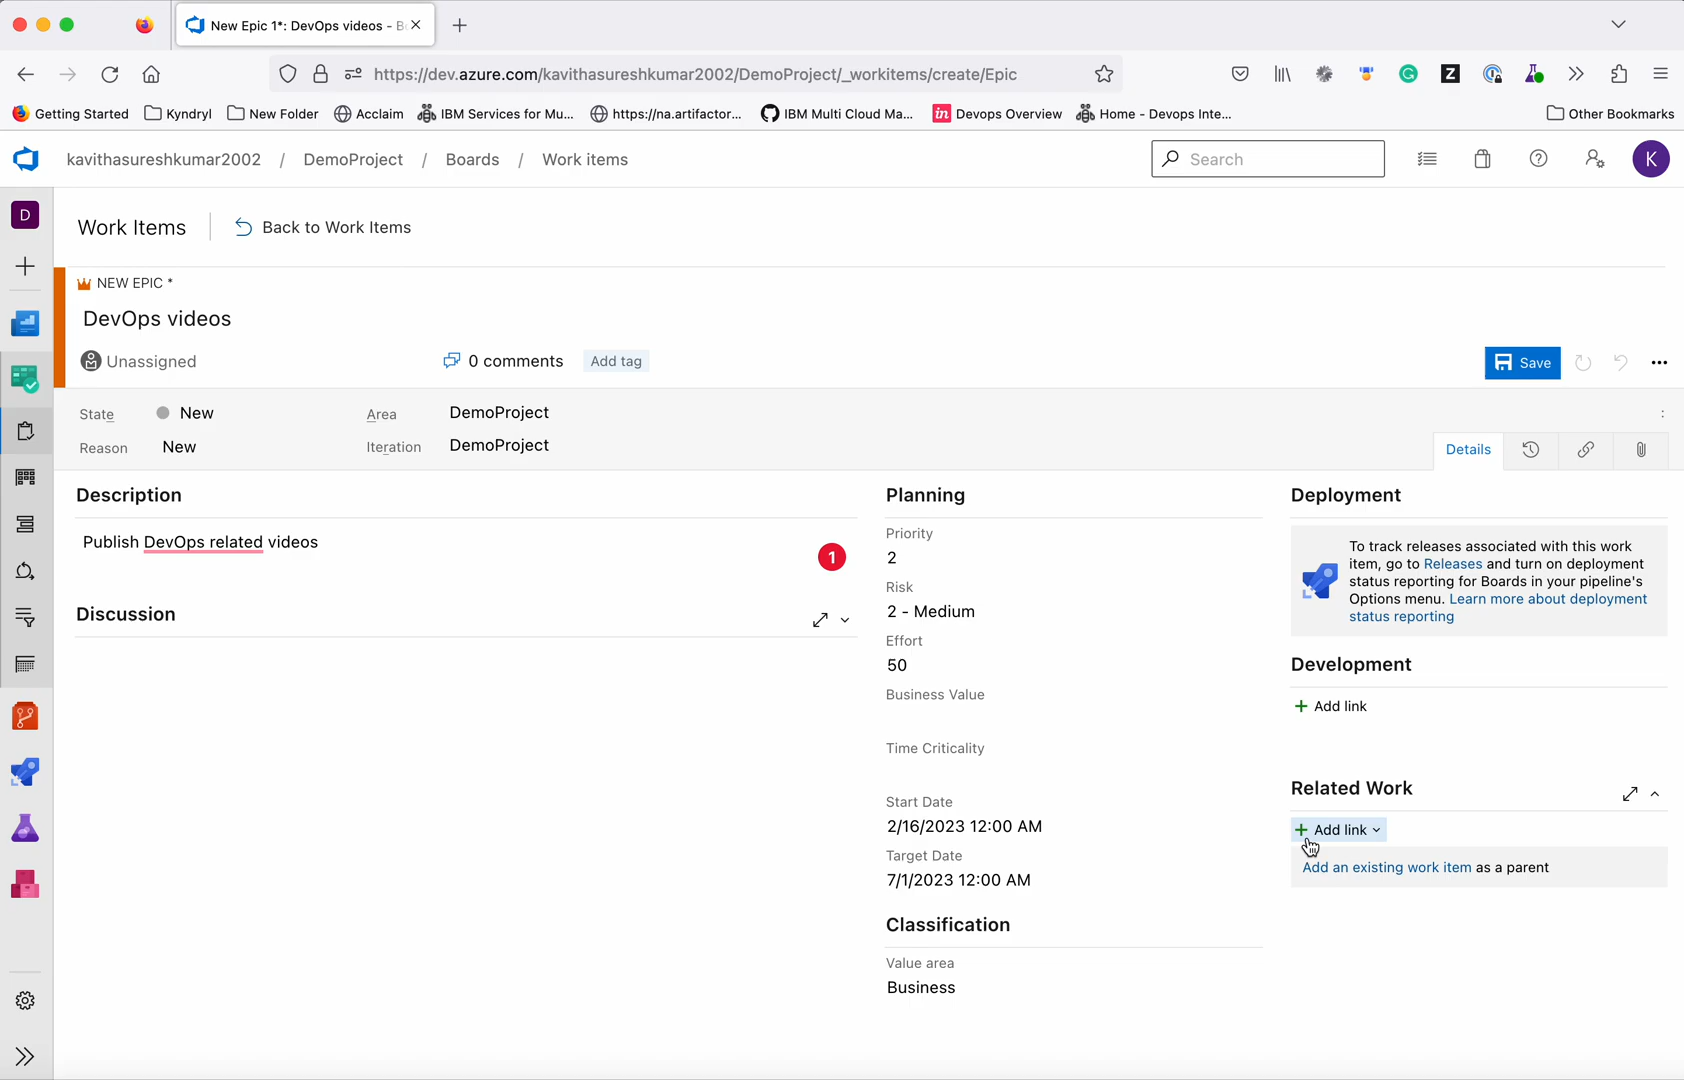 New Epic 1*: DevOps videos - B
https://dev.azure.com/kavithasureshkumar2002/DemoProject/_workitems/create/Epic
Getting Started
Kyndryl
New Folder
Acclaim
IBM Services for Mu...
https://na.artifactor...
IBM Multi Cloud Ma...
in
Devops Overview
Home - Devops Inte...
Other Bookmarks
kavithasureshkumar2002 / DemoProject / Boards / Work items
Search
K
D
Work Items
Back to Work Items
NEW EPIC *
DevOps videos
Unassigned
0 comments
Add tag
Save
State
New
Area
DemoProject
Reason
New
Iteration
DemoProject
Details
Description
Publish DevOps related videos
1
Discussion
Planning
Priority
2
Risk
2 - Medium
Effort
50
Business Value
Time Criticality
Start Date
2/16/2023 12:00 AM
Target Date
7/1/2023 12:00 AM
Classification
Value area
Business
Deployment
To track releases associated with this work
item, go to Releases and turn on deployment
status reporting for Boards in your pipeline's
Options menu. Learn more about deployment
status reporting
Development
+ Add link
Related Work
+ Add link
Add an existing work item as a parent